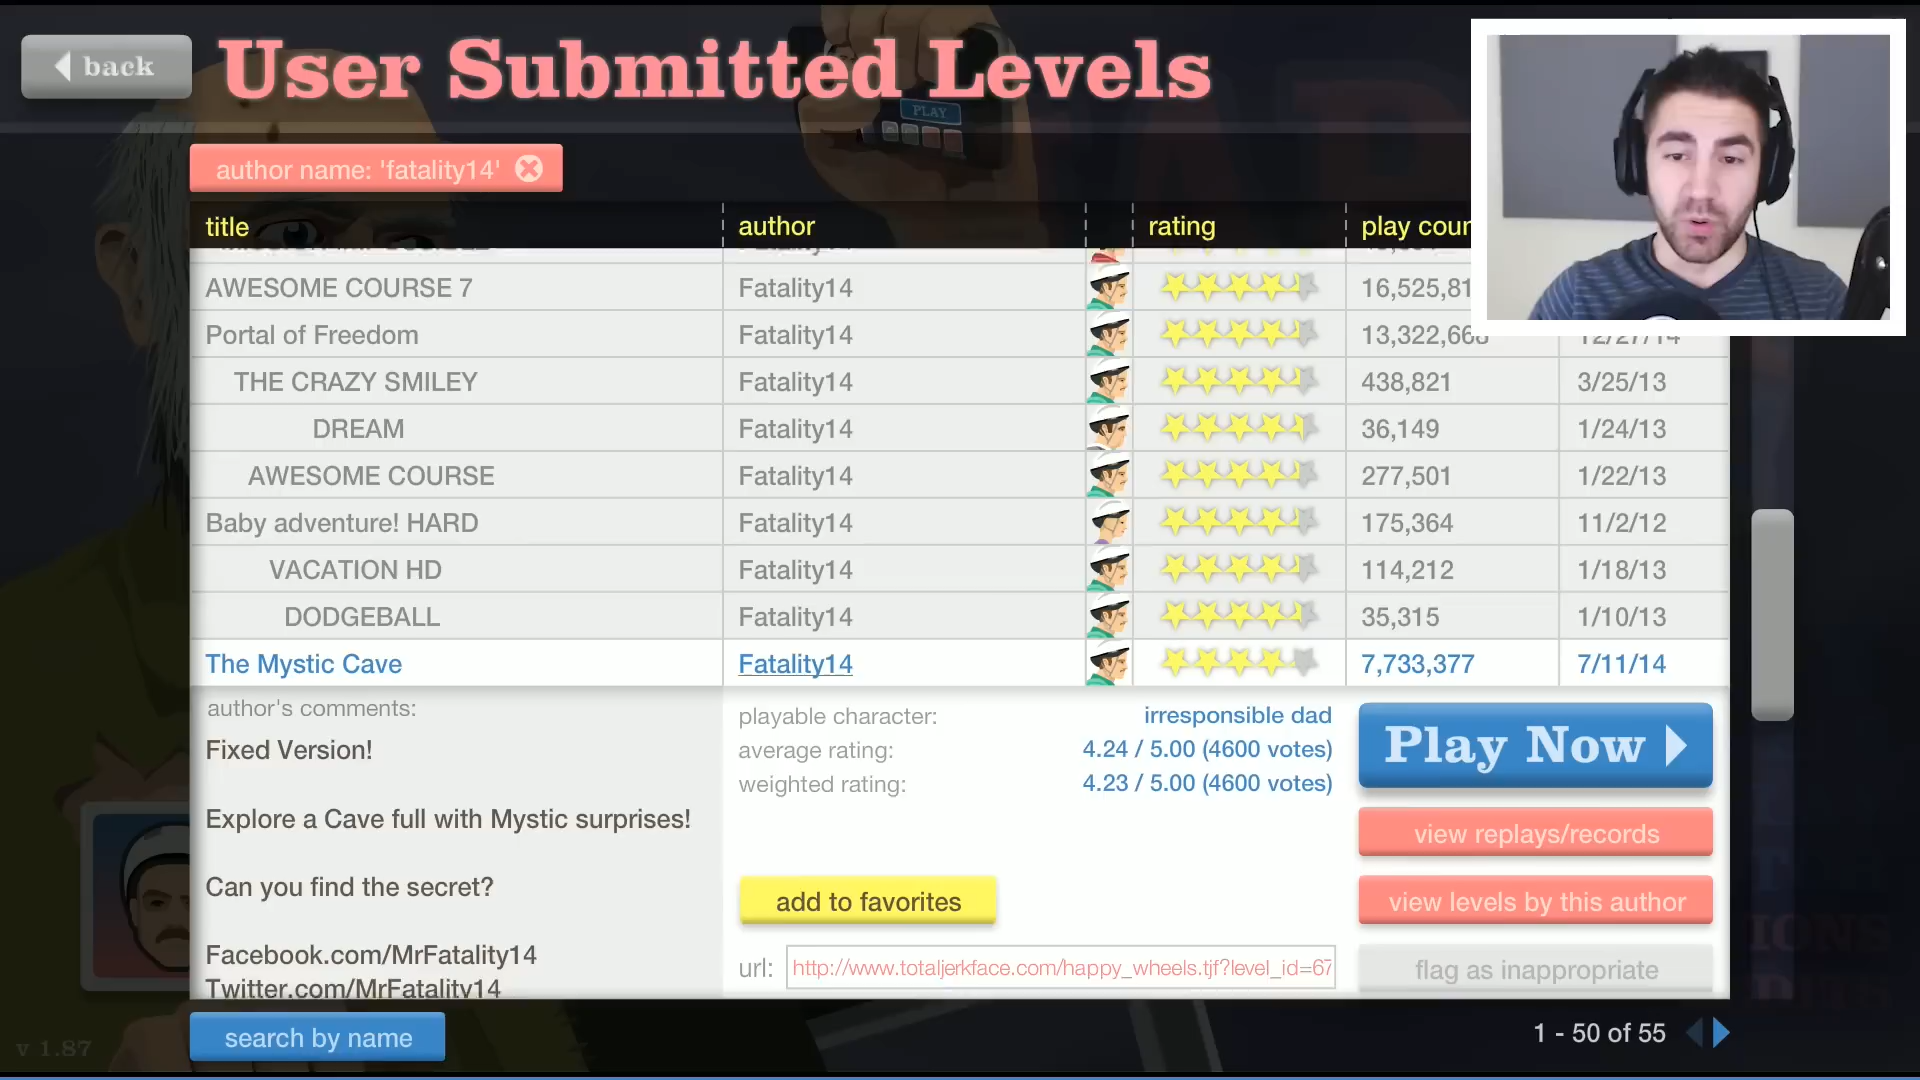 back
User Submitted Levels
PLAY
author name: 'fatality14'
title author rating play cour
AWESOME COURSE 7 Fatality14 16,525,81
Portal of Freedom Fatality14 13,322,668 12/27/14
THE CRAZY SMILEY Fatality14 438,821 3/25/13
DREAM Fatality14 36,149 1/24/13
AWESOME COURSE Fatality14 277,501 1/22/13
Baby adventure! HARD Fatality14 175,364 11/2/12
VACATION HD Fatality14 114,212 1/18/13
DODGEBALL Fatality14 35,315 1/10/13
The Mystic Cave Fatality14 7,733,377 7/11/14
author's comments:
Fixed Version!
Explore a Cave full with Mystic surprises!
Can you find the secret?
Facebook.com/MrFatality14
Twitter.com/MrFatality14
playable character: irresponsible dad
average rating: 4.24 / 5.00 (4600 votes)
weighted rating: 4.23 / 5.00 (4600 votes)
add to favorites
url: http://www.totaljerkface.com/happy_wheels.tjf?level_id=67
Play Now
view replays/records
view levels by this author
flag as inappropriate
search by name
1 - 50 of 55
v 1.87
IONS